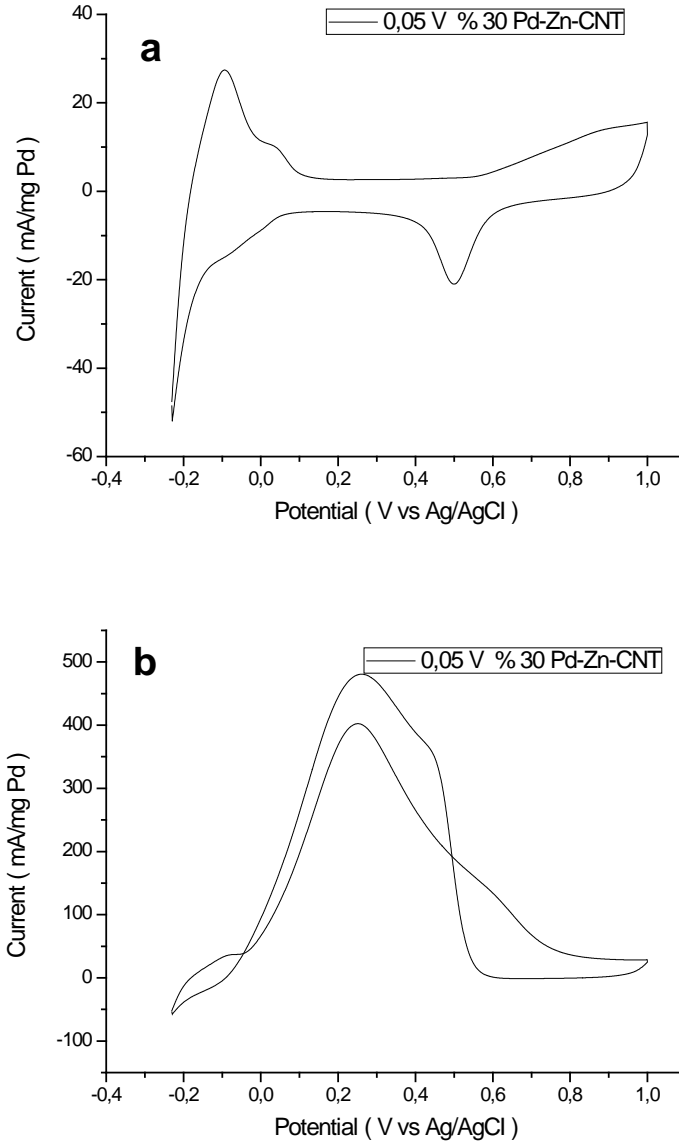 a
0,05 V % 30 Pd-Zn-CNT
40
20
0
-20
-40
-60
Current ( mA/mg Pd )
-0,4 -0,2 0,0 0,2 0,4 0,6 0,8 1,0
Potential ( V vs Ag/AgCl )
b
0,05 V % 30 Pd-Zn-CNT
500
400
300
200
100
0
-100
Current ( mA/mg Pd )
-0,4 -0,2 0,0 0,2 0,4 0,6 0,8 1,0
Potential ( V vs Ag/AgCl )